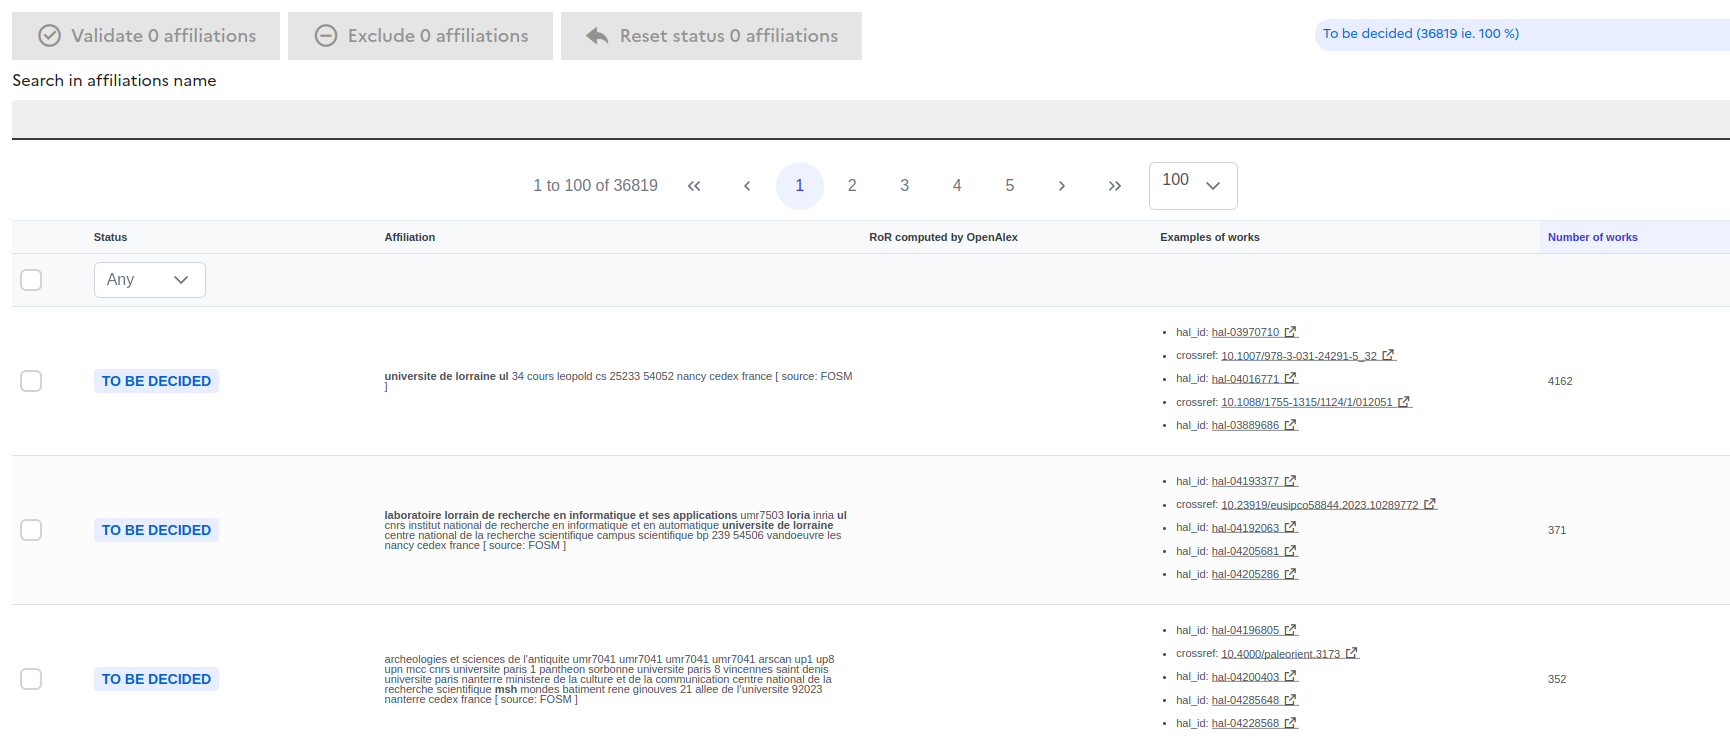 Validate 0 affiliations
Exclude 0 affiliations
Reset status 0 affiliations
To be decided (36819 ie. 100 %)
Search in affiliations name
1 to 100 of 36819 « ‹ 1 2 3 4 5 › » 100
Status Affiliation RoR computed by OpenAlex Examples of works Number of works
Any
TO BE DECIDED
universite de lorraine ul 34 cours leopold cs 25233 54052 nancy cedex france [ source: FOSM
]
• hal_id: hal-03970710
• crossref: 10.1007/978-3-031-24291-5_32
• hal_id: hal-04016771
• crossref: 10.1088/1755-1315/1124/1/012051
• hal_id: hal-03889686
4162
TO BE DECIDED
laboratoire lorrain de recherche en informatique et ses applications umr7503 loria inria ul
cnrs institut national de recherche en informatique et en automatique universite de lorraine
centre national de la recherche scientifique campus scientifique bp 239 54506 vandoeuvre les
nancy cedex france [ source: FOSM ]
• hal_id: hal-04193377
• crossref: 10.23919/eusipco58844.2023.10289772
• hal_id: hal-04192063
• hal_id: hal-04205681
• hal_id: hal-04205286
371
TO BE DECIDED
archeologies et sciences de l'antiquite umr7041 umr7041 umr7041 umr7041 arscan up1 up8
upn mcc cnrs universite paris 1 pantheon sorbonne universite paris 8 vincennes saint denis
universite paris nanterre ministere de la culture et de la communication centre national de la
recherche scientifique msh mondes batiment rene ginouves 21 allee de l'universite 92023
nanterre cedex france [ source: FOSM ]
• hal_id: hal-04196805
• crossref: 10.4000/paleorient.3173
• hal_id: hal-04200403
• hal_id: hal-04285648
• hal_id: hal-04228568
352